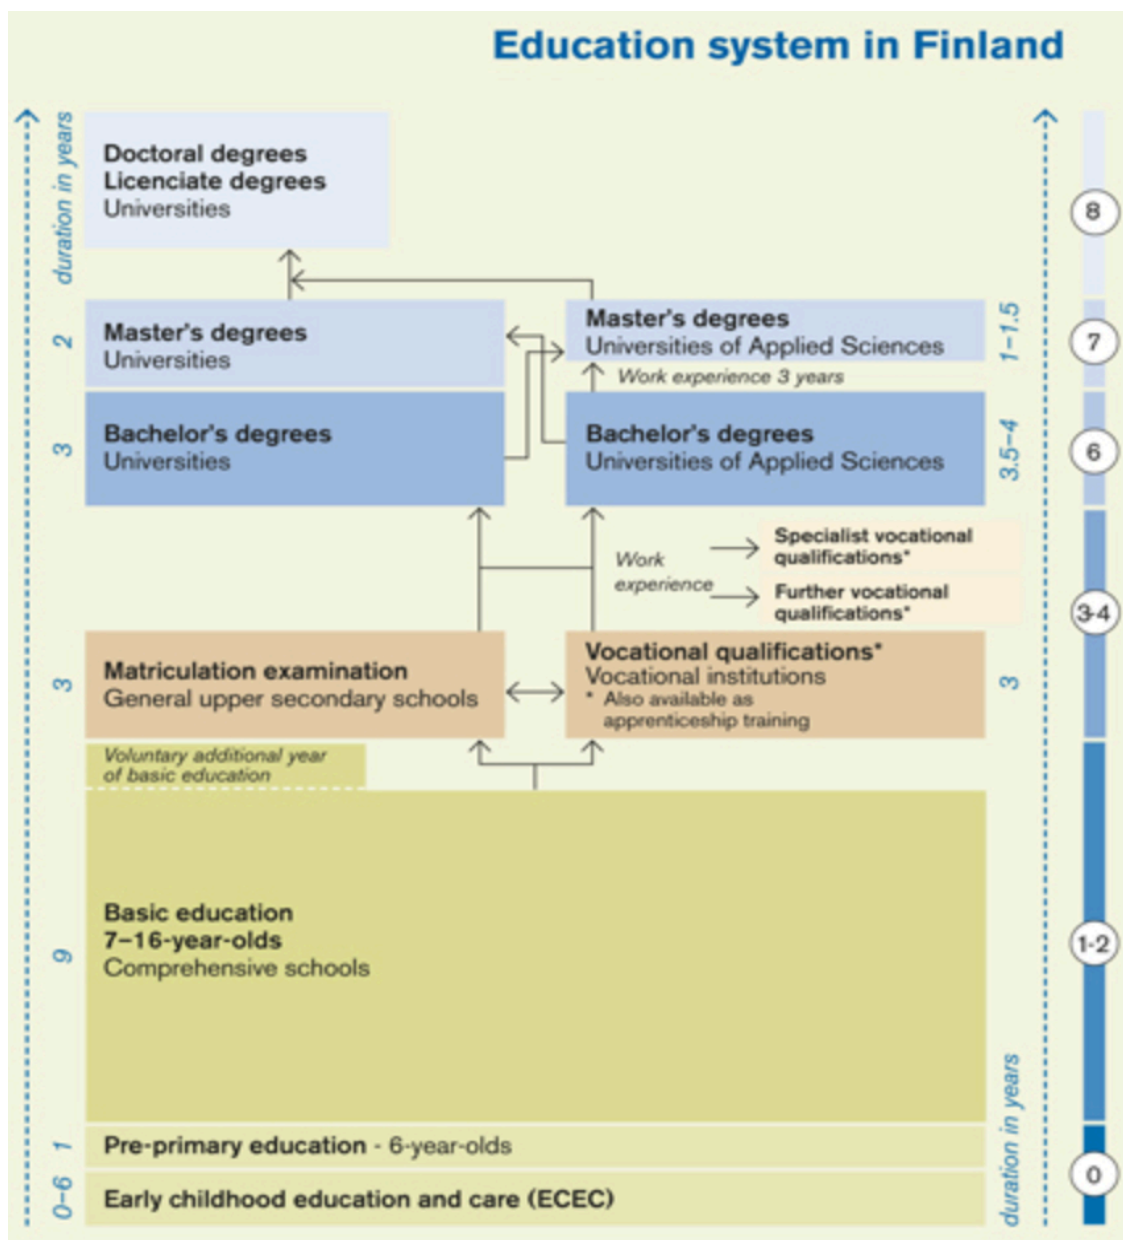 Education system in Finland
duration in years
Doctoral degrees
Licenciate degrees
Universities
8
2
Master's degrees
Universities
Master's degrees
Universities of Applied Sciences
1–1.5
7
Work experience 3 years
3
Bachelor's degrees
Universities
Bachelor's degrees
Universities of Applied Sciences
3.5–4
6
Work
experience
Specialist vocational
qualifications*
Further vocational
qualifications*
3-4
3
Matriculation examination
General upper secondary schools
Vocational qualifications*
Vocational institutions
* Also available as
apprenticeship training
3
Voluntary additional year
of basic education
9
Basic education
7–16-year-olds
Comprehensive schools
1-2
1
Pre-primary education - 6-year-olds
0–6
Early childhood education and care (ECEC)
duration in years
0